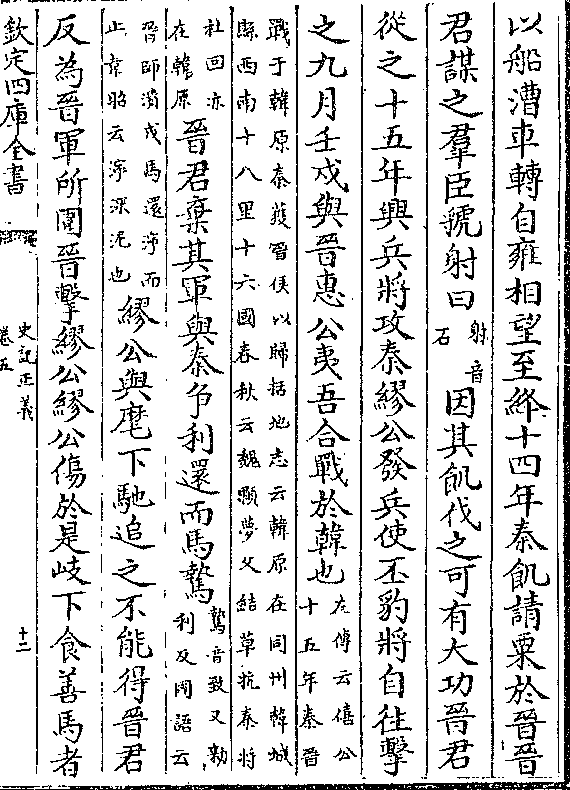 以船漕車轉自雍相望至絳十四年秦飢請粟於晉晉
君謀之羣臣虢射曰射音石因其飢伐之可有大功晉君
從之十五年興兵將攻秦繆公發兵使丕豹將自往擊
之九月壬戌與晉惠公夷吾合戰於韓也左傳云僖公
十五年秦晉
戰于韓原秦獲晉侯以歸括地志云韓原在同州韓城
縣西南十八里十六國春秋云魏顆夢父結草抗秦將
杜回亦
在韓原晉君棄其軍與秦争利還而馬騺騺音致又勑
利及國語云
晉師潰戎馬還濘而
止韋昭云濘深泥也繆公與麾下馳追之不能得晉君
反為晉軍所圍晉擊繆公繆公傷於是岐下食善馬者
欽定四庫全書
史記正義
卷五
十二